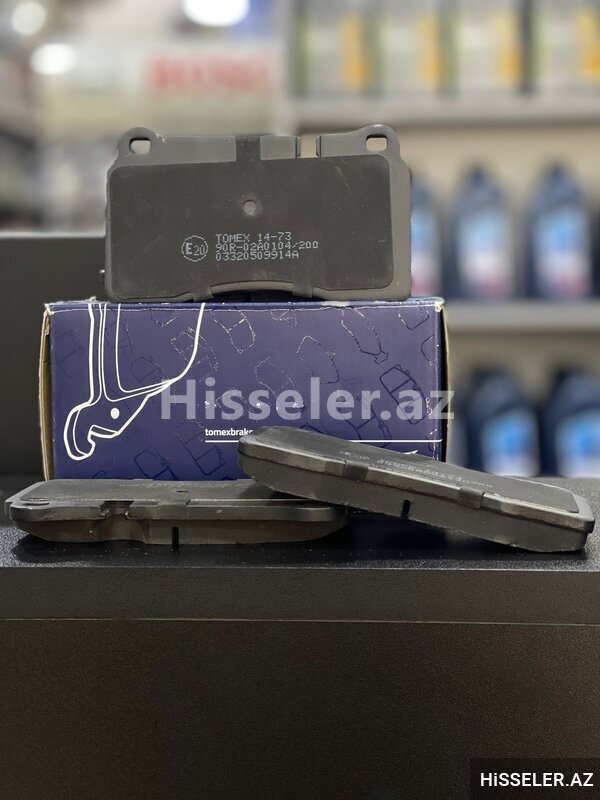 TOMEX 14-73
E20
90R-02A0104/200
03320509914A
Hisseler.az
tomexbrake
HiSSELER.AZ